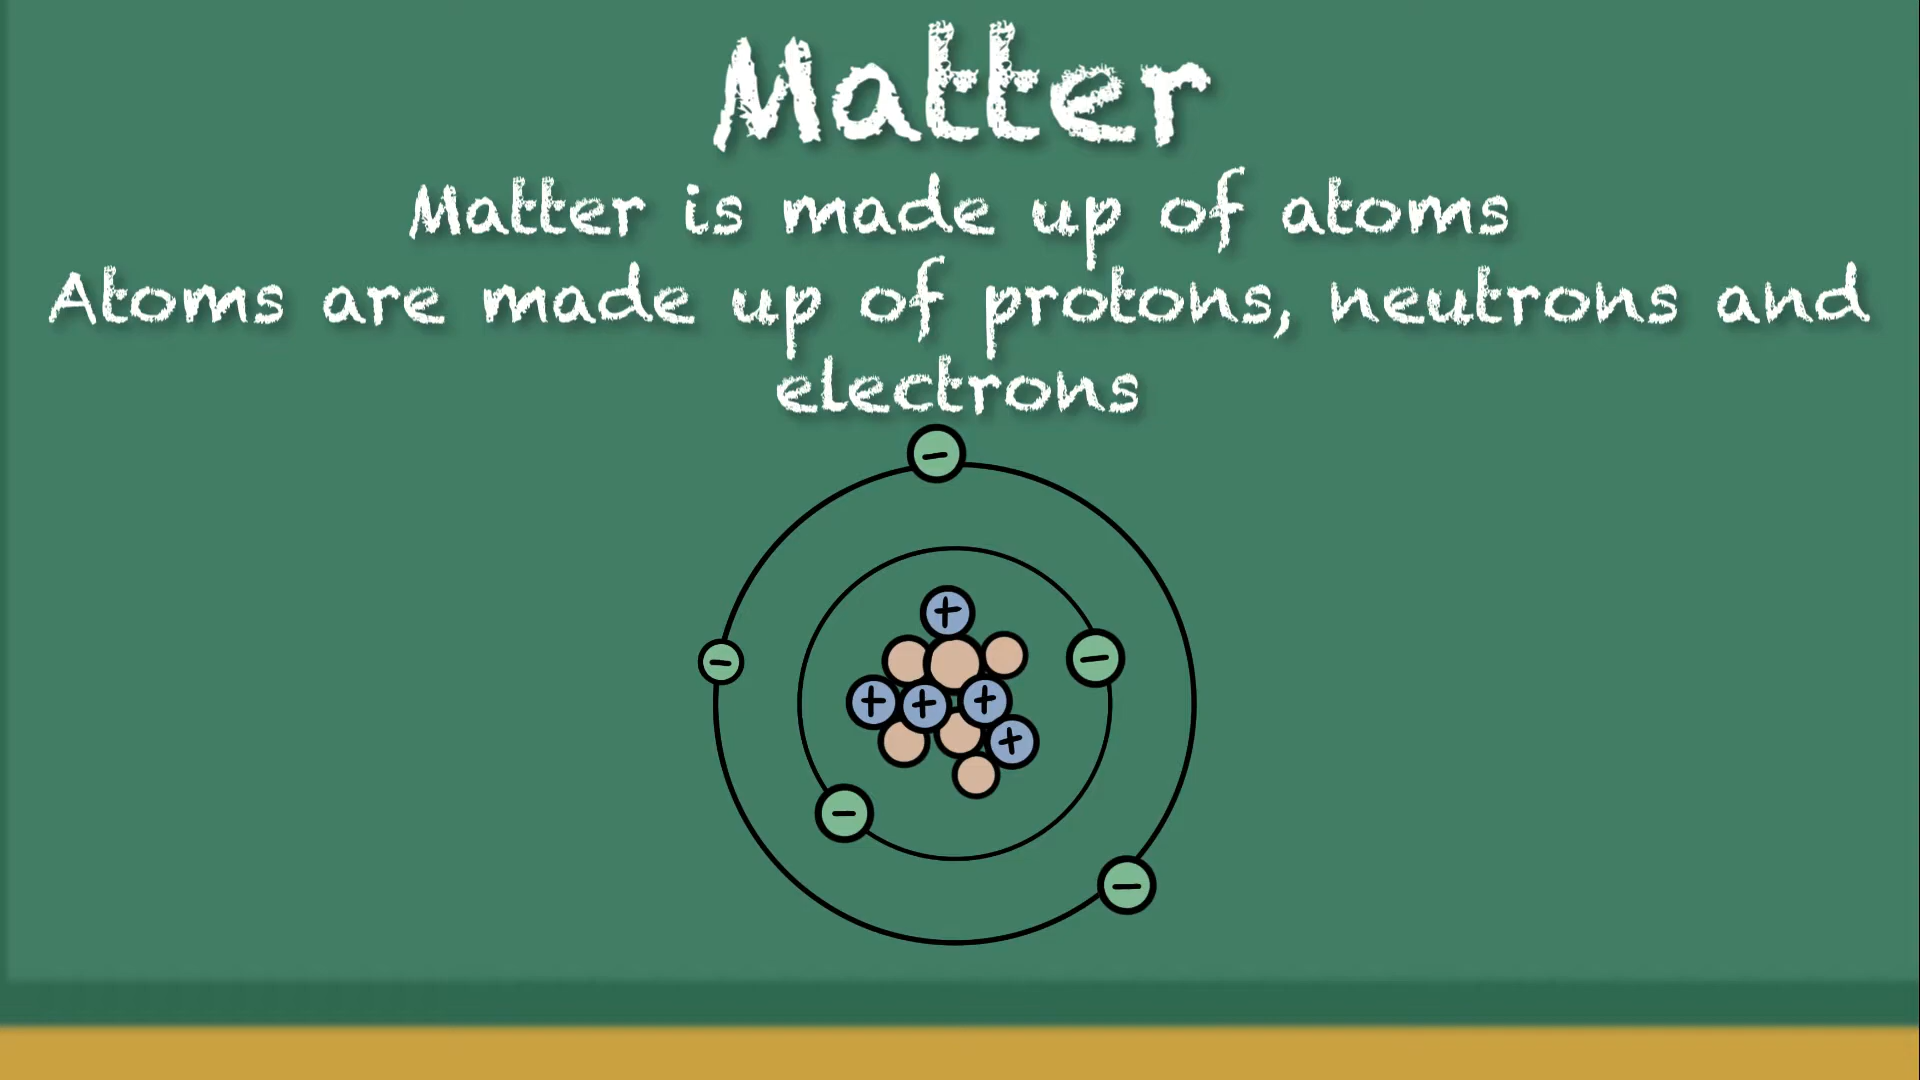 Matter
Matter is made up of atoms
Atoms are made up of protons, neutrons and
electrons
−
+
−
−
+
+
+
+
−
−